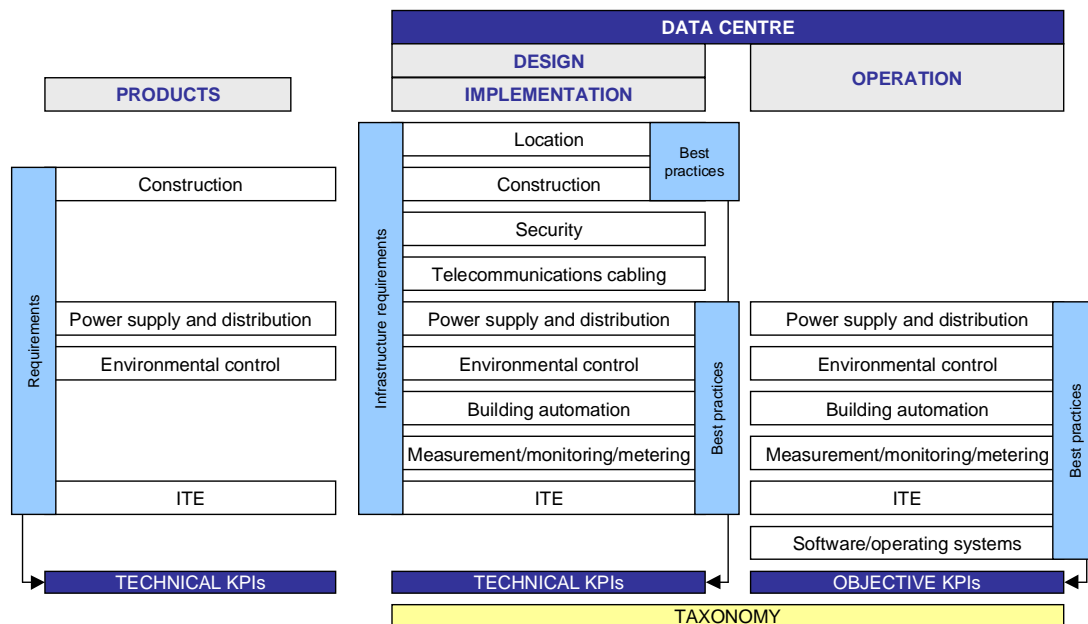 DATA CENTRE
DESIGN
IMPLEMENTATION
OPERATION
PRODUCTS
Requirements
Construction
Power supply and distribution
Environmental control
ITE
TECHNICAL KPIs
Infrastructure requirements
Location
Construction
Best
practices
Security
Telecommunications cabling
Power supply and distribution
Environmental control
Building automation
Measurement/monitoring/metering
ITE
Best practices
TECHNICAL KPIs
Power supply and distribution
Environmental control
Building automation
Measurement/monitoring/metering
ITE
Software/operating systems
Best practices
OBJECTIVE KPIs
TAXONOMY